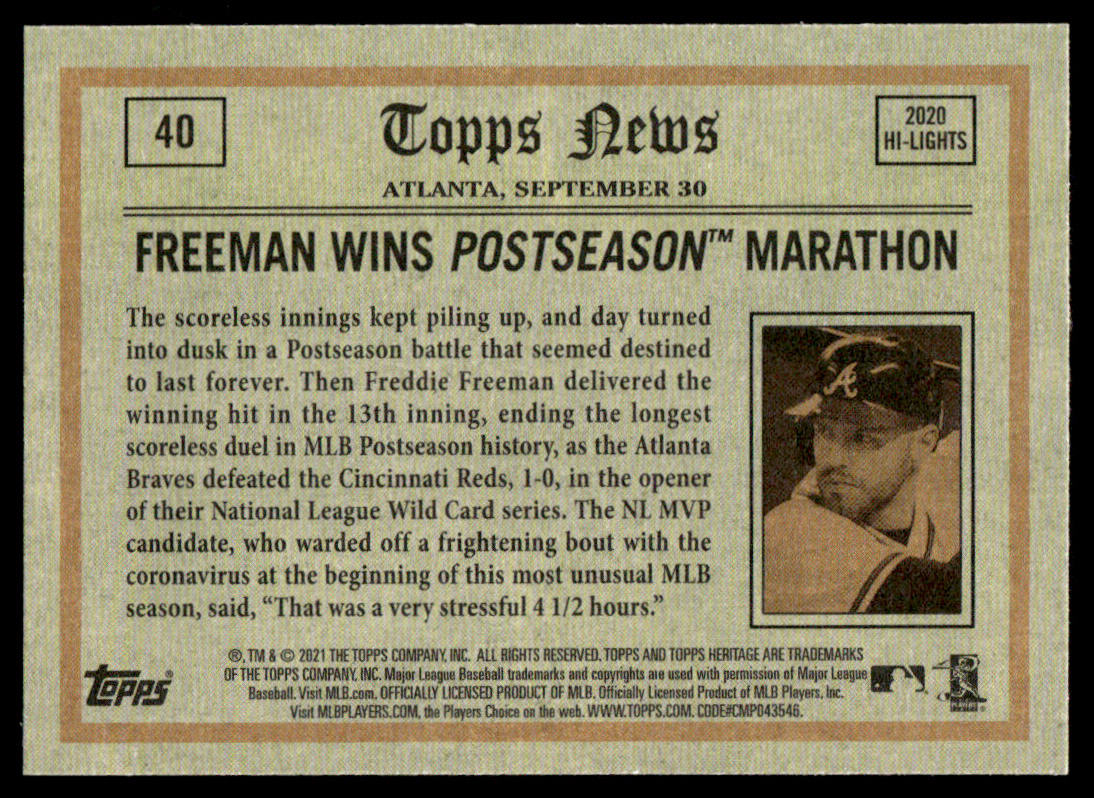 40
Topps News
2020
HI-LIGHTS
ATLANTA, SEPTEMBER 30
FREEMAN WINS POSTSEASON™ MARATHON
The scoreless innings kept piling up, and day turned
into dusk in a Postseason battle that seemed destined
to last forever. Then Freddie Freeman delivered the
winning hit in the 13th inning, ending the longest
scoreless duel in MLB Postseason history, as the Atlanta
Braves defeated the Cincinnati Reds, 1-0, in the opener
of their National League Wild Card series. The NL MVP
candidate, who warded off a frightening bout with the
coronavirus at the beginning of this most unusual MLB
season, said, “That was a very stressful 4 1/2 hours.”
A
topps®
®, TM & © 2021 THE TOPPS COMPANY, INC. ALL RIGHTS RESERVED. TOPPS AND TOPPS HERITAGE ARE TRADEMARKS
OF THE TOPPS COMPANY, INC. Major League Baseball trademarks and copyrights are used with permission of Major League
Baseball. Visit MLB.com. OFFICIALLY LICENSED PRODUCT OF MLB. Officially Licensed Product of MLB Players, Inc.
Visit MLBPLAYERS.COM, the Players Choice on the web. WWW.TOPPS.COM. CODE#CMP043546.
PLAYERS